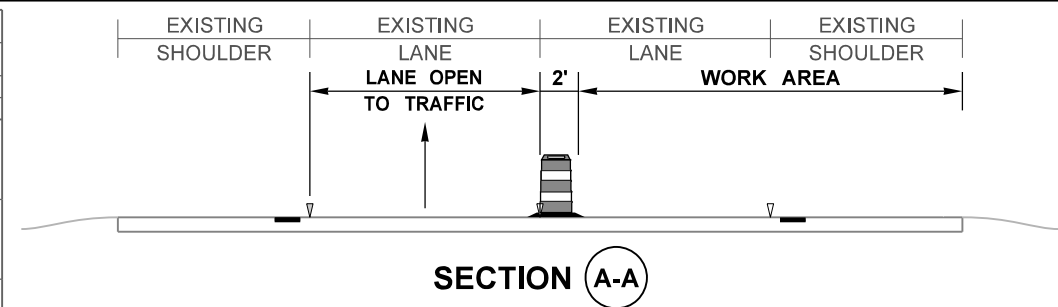 EXISTING EXISTING EXISTING EXISTING
SHOULDER LANE LANE SHOULDER
LANE OPEN 2' WORK AREA
TO TRAFFIC
SECTION A-A